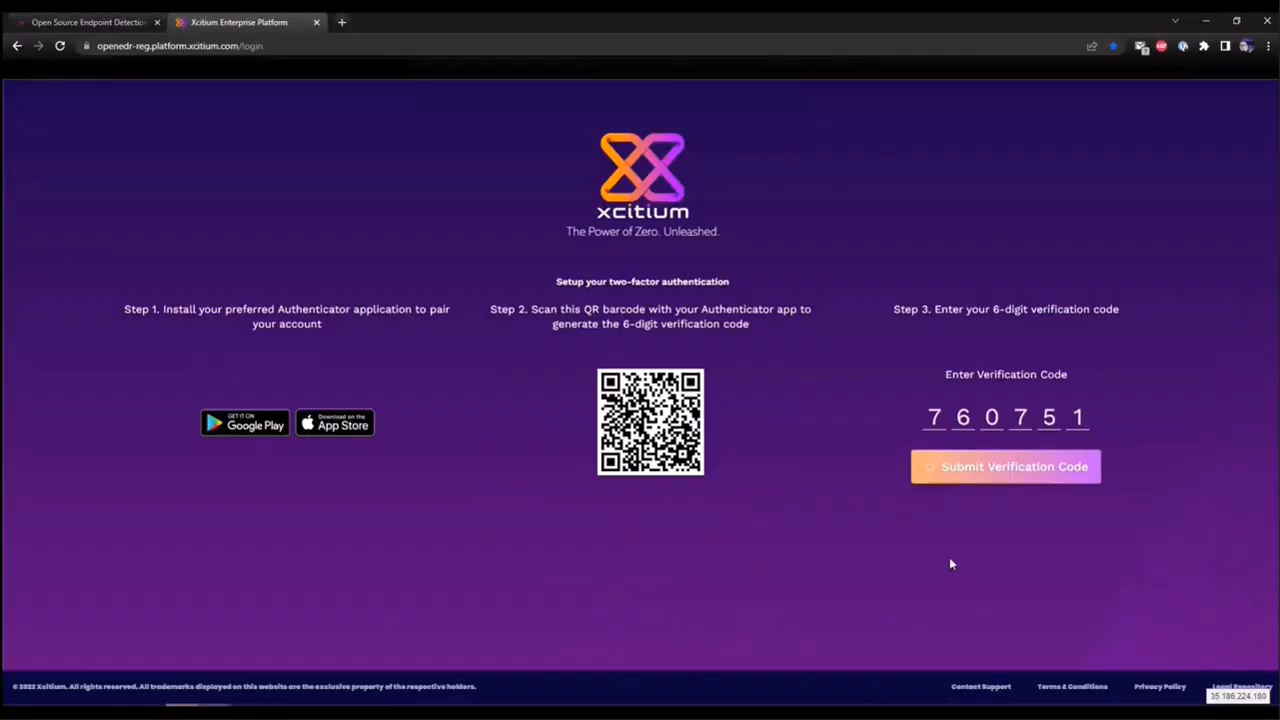 Open Source Endpoint Detectio
Xcitium Enterprise Platform
openedr-reg.platform.xcitium.com/login
xcitium
The Power of Zero. Unleashed.
Setup your two-factor authentication
Step 1. Install your preferred Authenticator application to pair
your account
GET IT ON
Google Play
Download on the
App Store
Step 2. Scan this QR barcode with your Authenticator app to
generate the 6-digit verification code
Step 3. Enter your 6-digit verification code
Enter Verification Code
7 6 0 7 5 1
Submit Verification Code
© 2022 Xcitium. All rights reserved. All trademarks displayed on this website are the exclusive property of the respective holders.
Contact Support
Terms & Conditions
Privacy Policy
Legal Repository
35.186.224.180